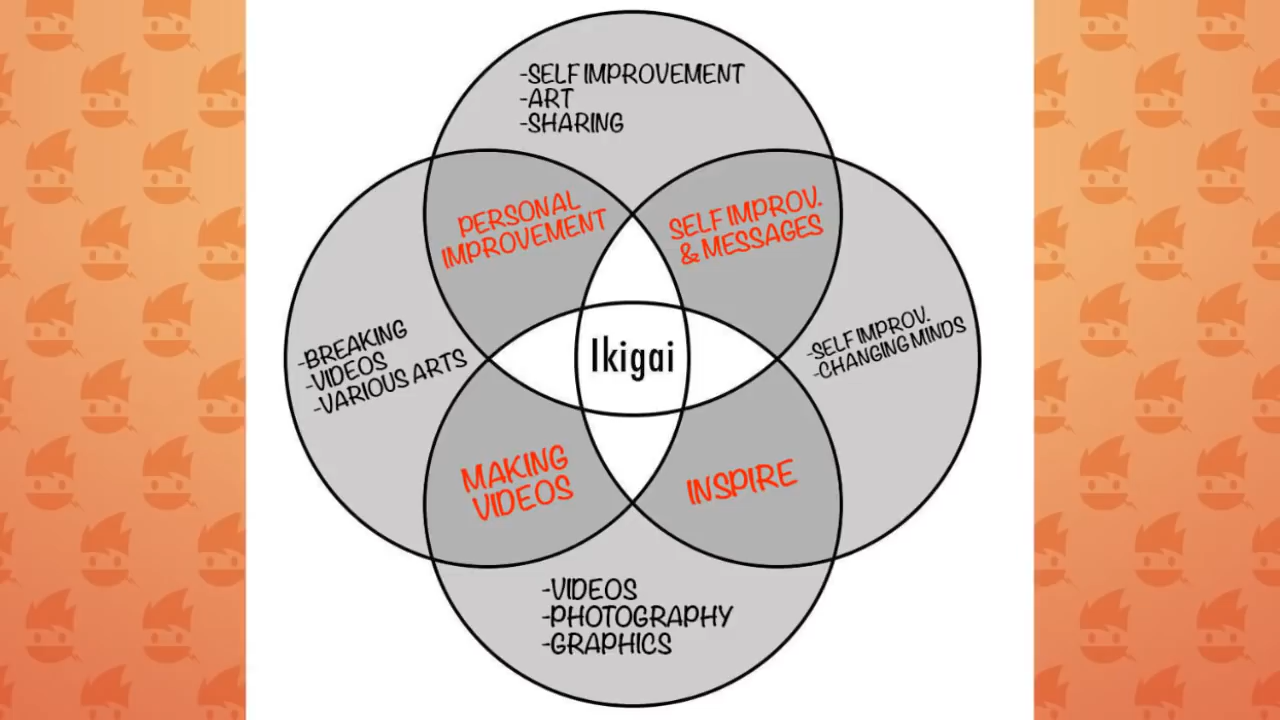 -SELF IMPROVEMENT
-ART
-SHARING
PERSONAL
IMPROVEMENT
SELF IMPROV.
& MESSAGES
-BREAKING
-VIDEOS
-VARIOUS ARTS
Ikigai
-SELF IMPROV.
-CHANGING MINDS
MAKING
VIDEOS
INSPIRE
-VIDEOS
-PHOTOGRAPHY
-GRAPHICS